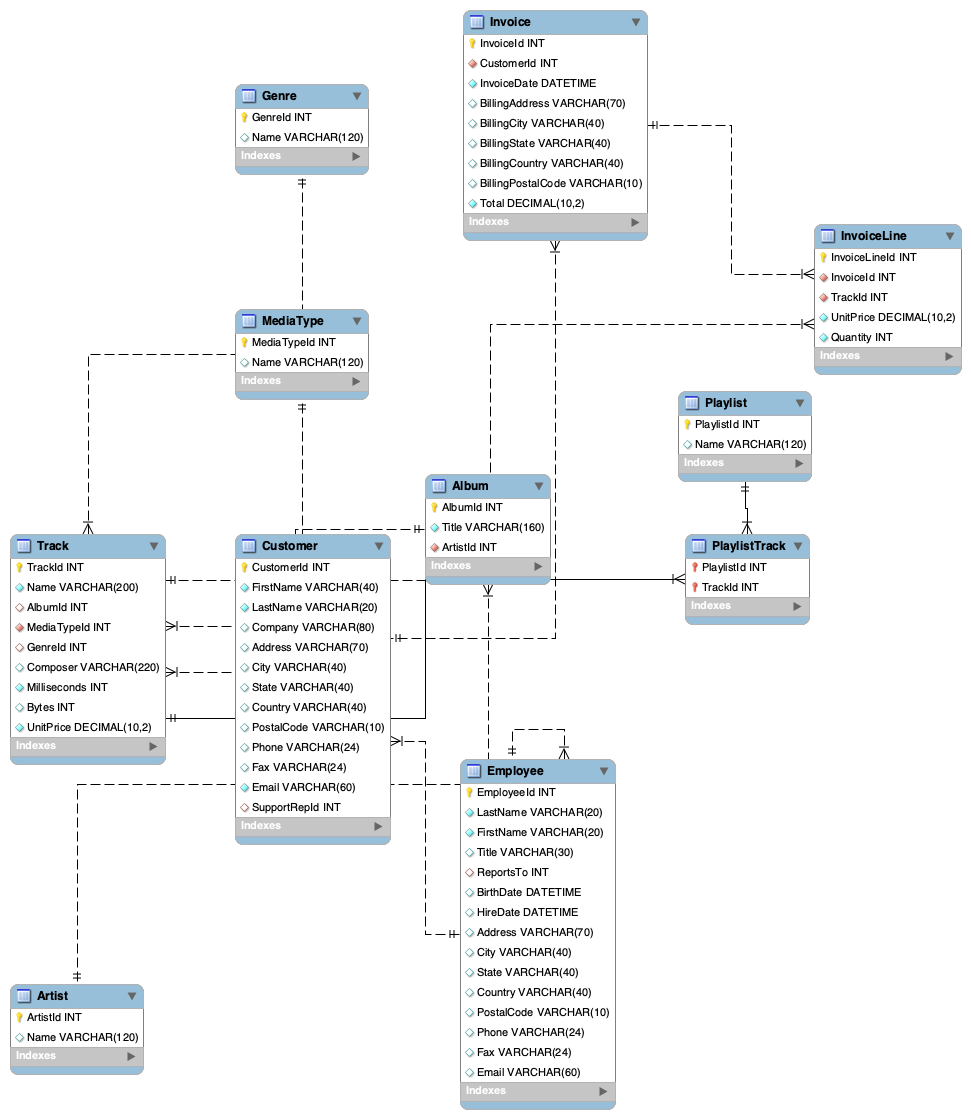 Invoice
InvoiceId INT
CustomerId INT
InvoiceDate DATETIME
BillingAddress VARCHAR(70)
BillingCity VARCHAR(40)
BillingState VARCHAR(40)
BillingCountry VARCHAR(40)
BillingPostalCode VARCHAR(10)
Total DECIMAL(10,2)
Indexes
Genre
GenreId INT
Name VARCHAR(120)
Indexes
InvoiceLine
InvoiceLineId INT
InvoiceId INT
TrackId INT
UnitPrice DECIMAL(10,2)
Quantity INT
Indexes
MediaType
MediaTypeId INT
Name VARCHAR(120)
Indexes
Playlist
PlaylistId INT
Name VARCHAR(120)
Indexes
Album
AlbumId INT
Title VARCHAR(160)
ArtistId INT
Indexes
Track
TrackId INT
Name VARCHAR(200)
AlbumId INT
MediaTypeId INT
GenreId INT
Composer VARCHAR(220)
Milliseconds INT
Bytes INT
UnitPrice DECIMAL(10,2)
Indexes
Customer
CustomerId INT
FirstName VARCHAR(40)
LastName VARCHAR(20)
Company VARCHAR(80)
Address VARCHAR(70)
City VARCHAR(40)
State VARCHAR(40)
Country VARCHAR(40)
PostalCode VARCHAR(10)
Phone VARCHAR(24)
Fax VARCHAR(24)
Email VARCHAR(60)
SupportRepId INT
Indexes
PlaylistTrack
PlaylistId INT
TrackId INT
Indexes
Employee
EmployeeId INT
LastName VARCHAR(20)
FirstName VARCHAR(20)
Title VARCHAR(30)
ReportsTo INT
BirthDate DATETIME
HireDate DATETIME
Address VARCHAR(70)
City VARCHAR(40)
State VARCHAR(40)
Country VARCHAR(40)
PostalCode VARCHAR(10)
Phone VARCHAR(24)
Fax VARCHAR(24)
Email VARCHAR(60)
Indexes
Artist
ArtistId INT
Name VARCHAR(120)
Indexes